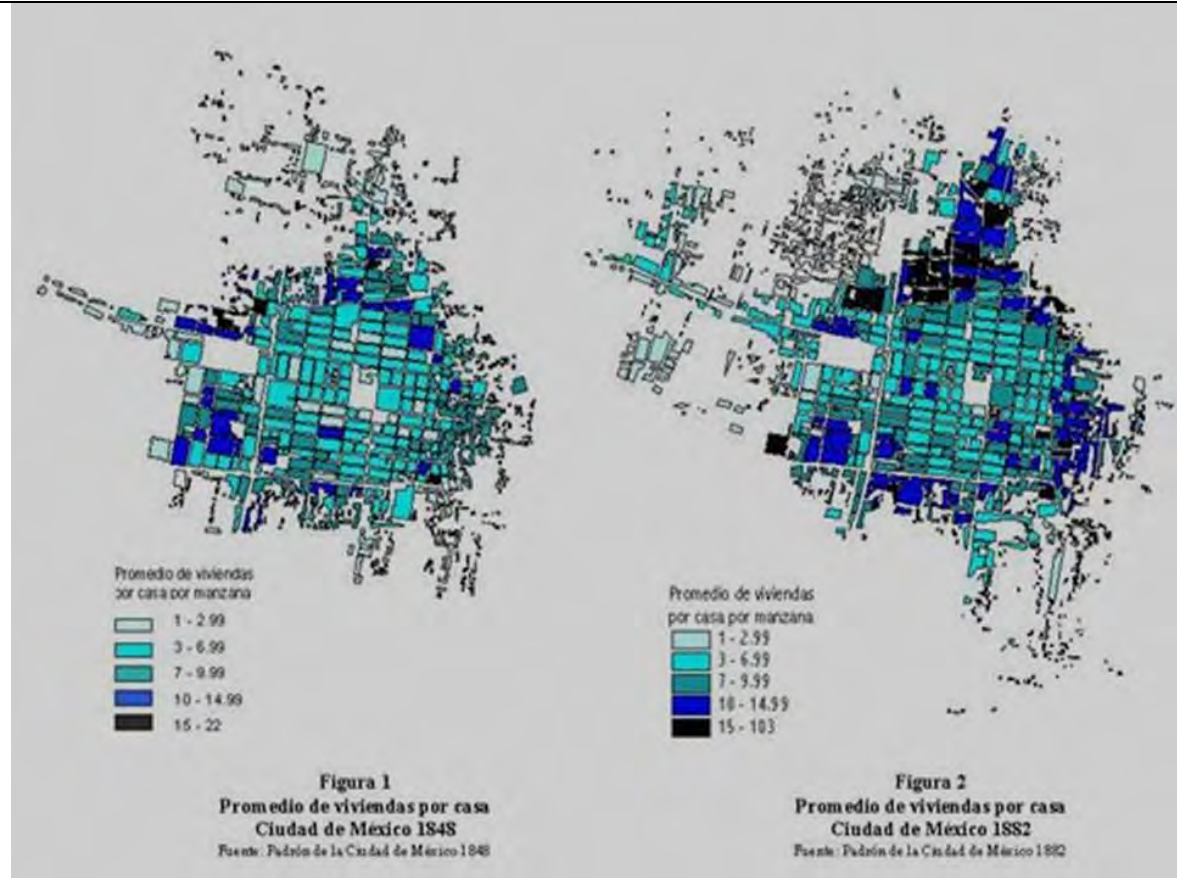 Promedio de viviendas
por casa por manzana
1 - 2.99
3 - 6.99
7 - 9.99
10 - 14.99
15 - 22
Figura 1
Promedio de viviendas por casa
Ciudad de México 1848
Fuente: Padrón de la Ciudad de México 1848
Promedio de viviendas
por casa por manzana
1 - 2.99
3 - 6.99
7 - 9.99
10 - 14.99
15 - 103
Figura 2
Promedio de viviendas por casa
Ciudad de México 1882
Fuente: Padrón de la Ciudad de México 1882